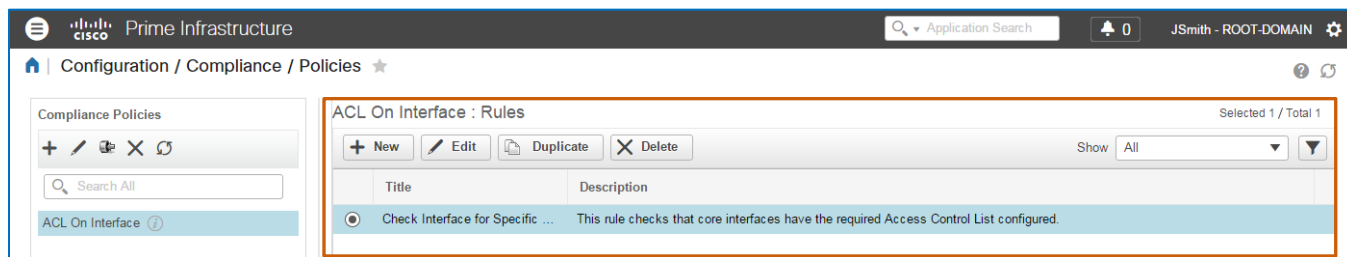 cisco Prime Infrastructure Application Search 0 JSmith - ROOT-DOMAIN
Configuration / Compliance / Policies
Compliance Policies
Search All
ACL On Interface
ACL On Interface : Rules Selected 1 / Total 1
New Edit Duplicate Delete Show All
Title Description
Check Interface for Specific ... This rule checks that core interfaces have the required Access Control List configured.